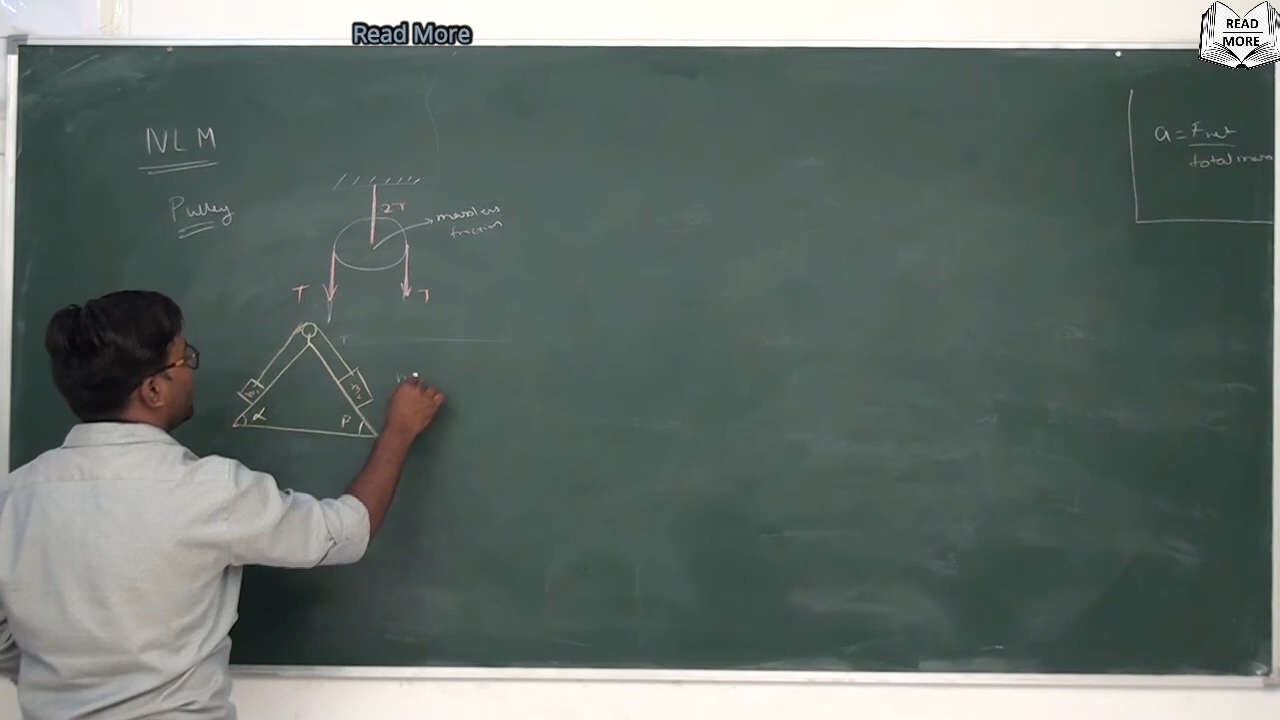 Read More
READ
MORE
NLM
Pulley
2T
massless
friction
T
T
T
m₁
m₂
α
β
a = Fnet
total mass